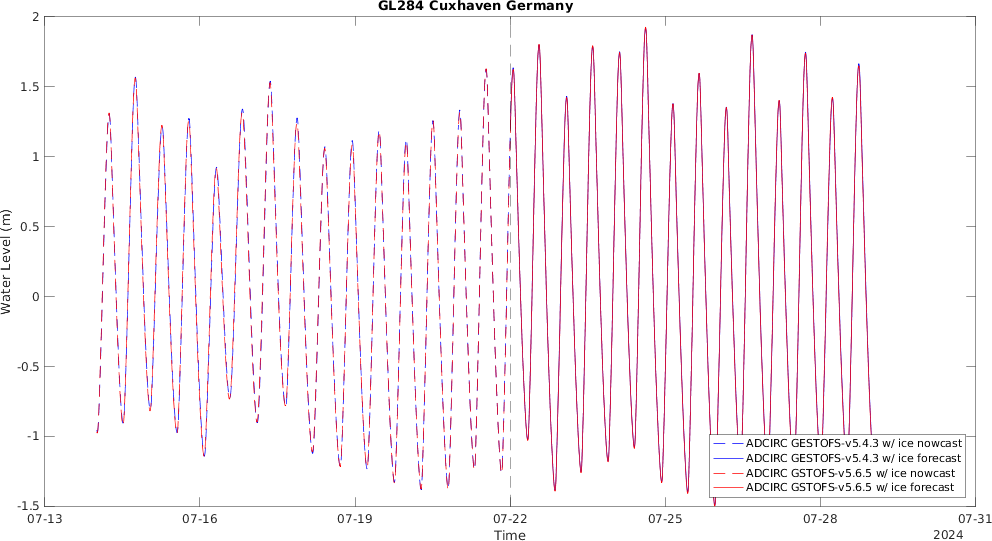 GL284 Cuxhaven Germany
2
1.5
1
0.5
0
-0.5
-1
-1.5
Water Level (m)
ADCIRC GESTOFS-v5.4.3 w/ ice nowcast
ADCIRC GESTOFS-v5.4.3 w/ ice forecast
ADCIRC GSTOFS-v5.6.5 w/ ice nowcast
ADCIRC GSTOFS-v5.6.5 w/ ice forecast
07-13 07-16 07-19 07-22 07-25 07-28 07-31
Time
2024